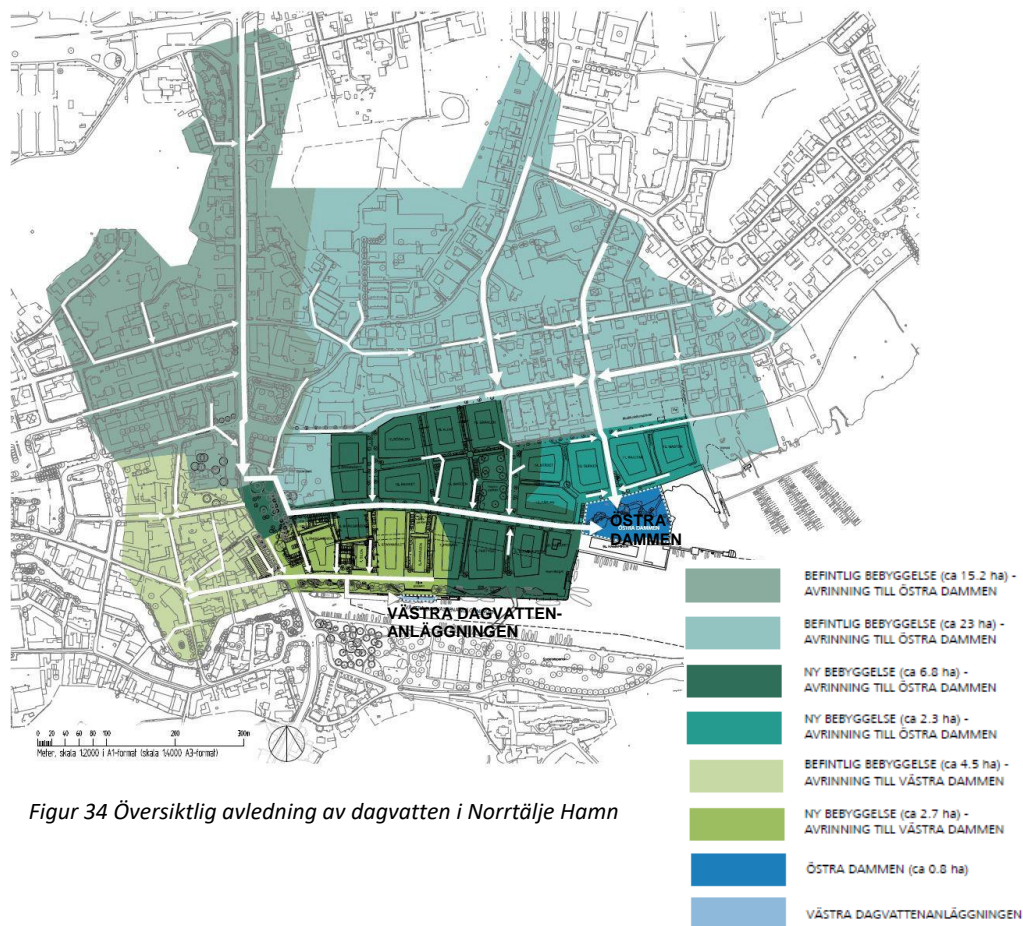 ÖSTRA
DAMMEN
ÖSTRA DAMMEN
VÄSTRA DAGVATTEN-
ANLÄGGNINGEN
0 20 40 60 80 100 200 300m
Meter, skala 1:2000 i A1-format (skala 1:4000 A3-format)
Figur 34 Översiktlig avledning av dagvatten i Norrtälje Hamn
BEFINTLIG BEBYGGELSE (ca 15.2 ha) -
AVRINNING TILL ÖSTRA DAMMEN
BEFINTLIG BEBYGGELSE (ca 23 ha) -
AVRINNING TILL ÖSTRA DAMMEN
NY BEBYGGELSE (ca 6.8 ha) -
AVRINNING TILL ÖSTRA DAMMEN
NY BEBYGGELSE (ca 2.3 ha) -
AVRINNING TILL ÖSTRA DAMMEN
BEFINTLIG BEBYGGELSE (ca 4.5 ha) -
AVRINNING TILL VÄSTRA DAMMEN
NY BEBYGGELSE (ca 2.7 ha) -
AVRINNING TILL VÄSTRA DAMMEN
ÖSTRA DAMMEN (ca 0.8 ha)
VÄSTRA DAGVATTENANLÄGGNINGEN